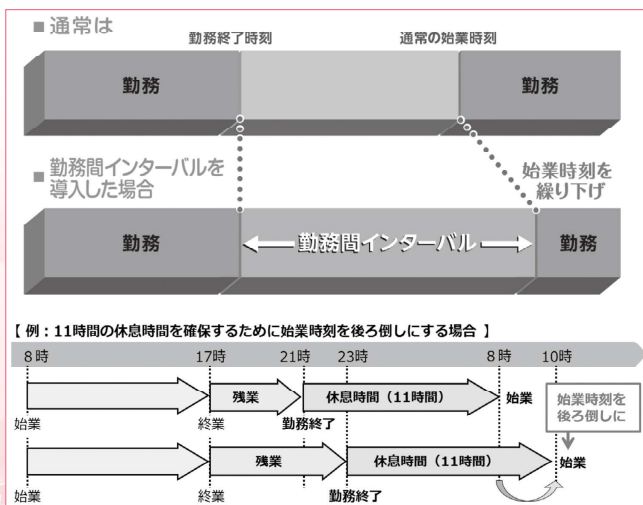 ■通常は
勤務終了時刻 通常の始業時刻
勤務 勤務
■勤務間インターバルを
導入した場合
始業時刻を
繰り下げ
勤務 勤務間インターバル 勤務
【 例：11時間の休息時間を確保するために始業時刻を後ろ倒しにする場合 】
8時 17時 21時 23時 8時 10時
残業 休息時間（11時間） 始業
始業 終業 勤務終了
始業時刻を
後ろ倒しに
残業 休息時間（11時間） 始業
始業 終業 勤務終了